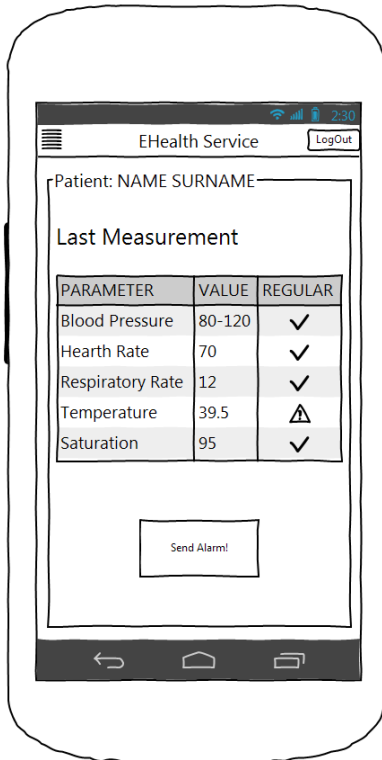 2:30
EHealth Service LogOut
Patient: NAME SURNAME
Last Measurement
PARAMETER VALUE REGULAR
Blood Pressure 80-120
Hearth Rate 70
Respiratory Rate 12
Temperature 39.5
Saturation 95
Send Alarm!